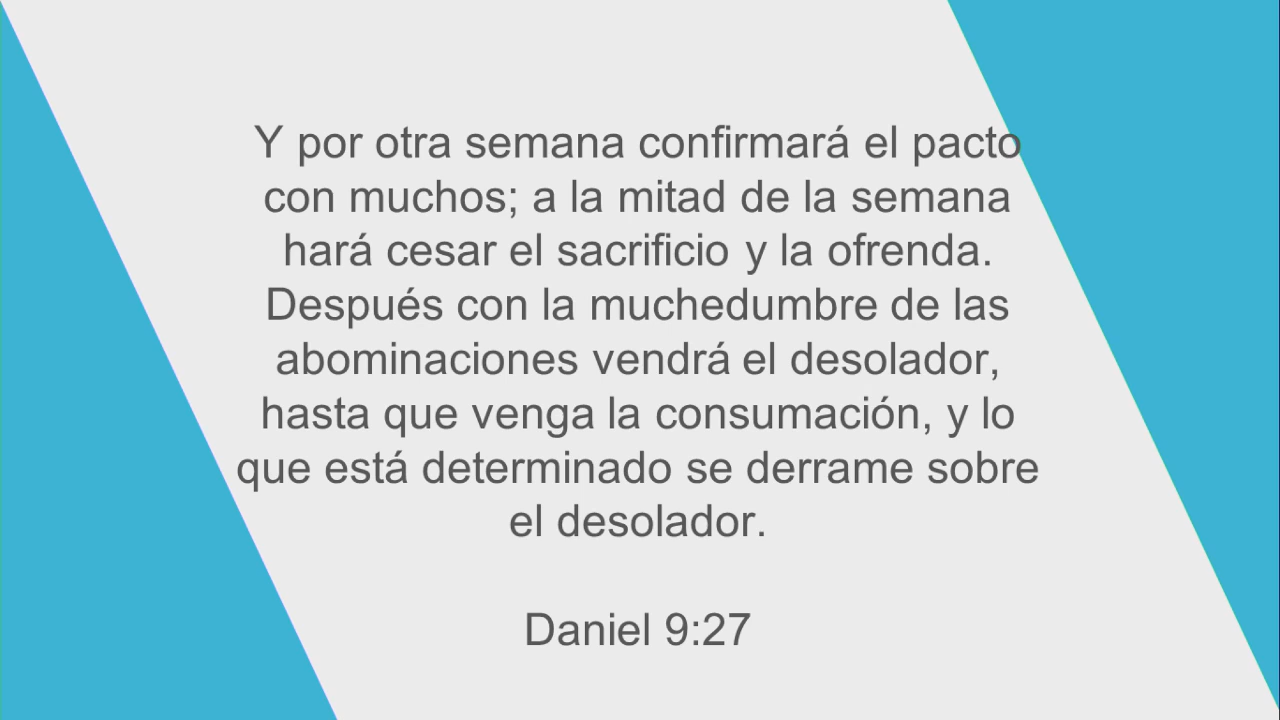 Y por otra semana confirmará el pacto
con muchos; a la mitad de la semana
hará cesar el sacrificio y la ofrenda.
Después con la muchedumbre de las
abominaciones vendrá el desolador,
hasta que venga la consumación, y lo
que está determinado se derrame sobre
el desolador.
Daniel 9:27